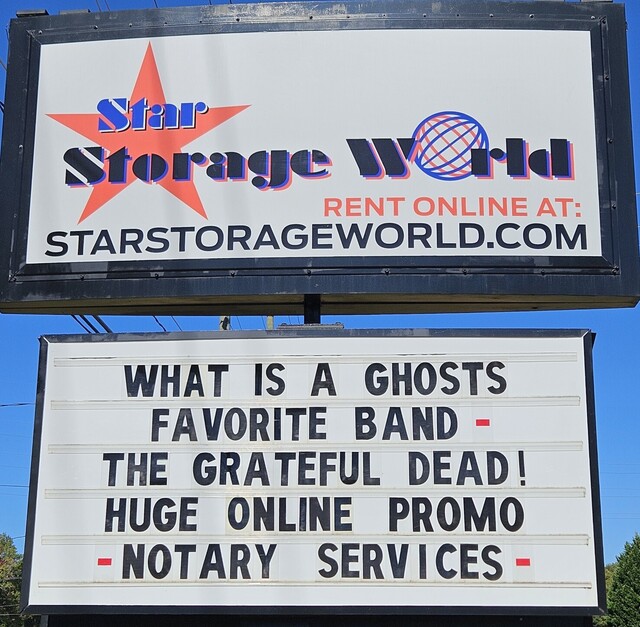 Star
Storage World
RENT ONLINE AT:
STARSTORAGEWORLD.COM
WHAT IS A GHOSTS
FAVORITE BAND -
THE GRATEFUL DEAD!
HUGE ONLINE PROMO
- NOTARY SERVICES -